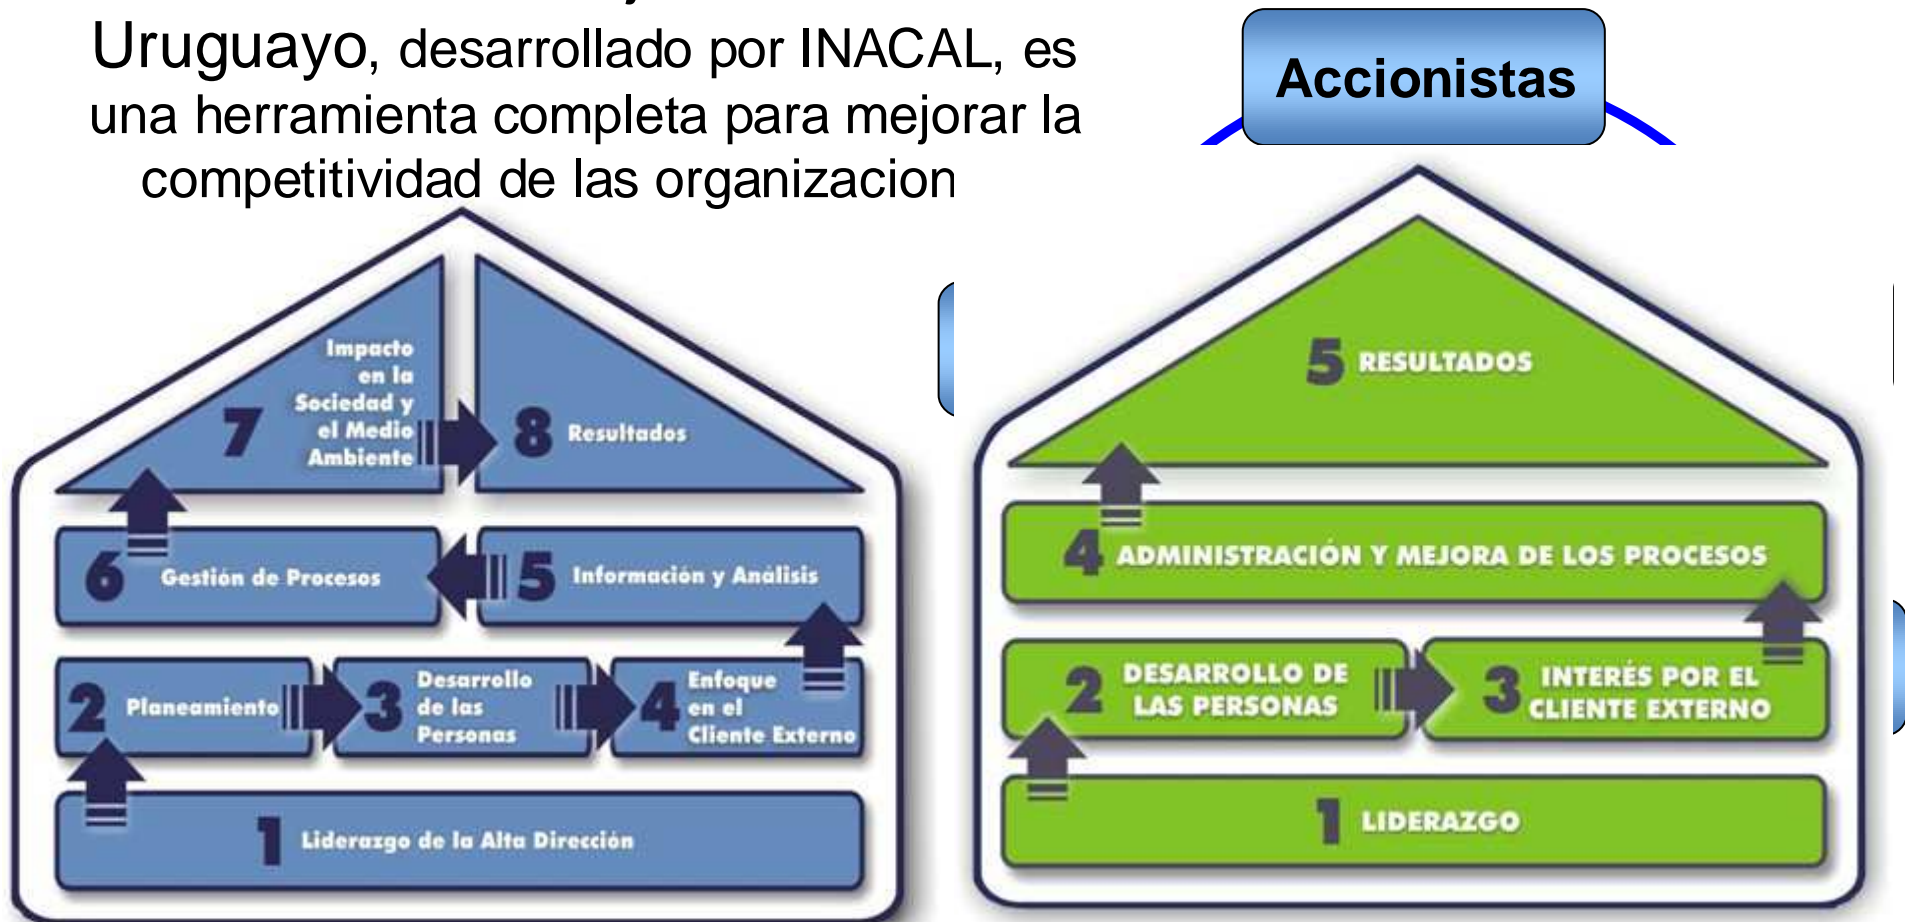 Uruguayo, desarrollado por INACAL, es
una herramienta completa para mejorar la
competitividad de las organizacion
Accionistas
7
Impacto
en la
Sociedad y
el Medio
Ambiente
8 Resultados
6 Gestión de Procesos
5 Información y Análisis
2 Planeamiento
3 Desarrollo
de las
Personas
4 Enfoque
en el
Cliente Externo
1 Liderazgo de la Alta Dirección
5 RESULTADOS
4 ADMINISTRACIÓN Y MEJORA DE LOS PROCESOS
2 DESARROLLO DE
LAS PERSONAS
3 INTERÉS POR EL
CLIENTE EXTERNO
1 LIDERAZGO